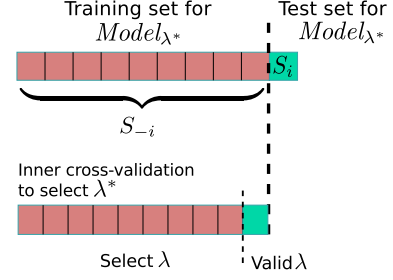 Training set for
Model_λ*
Test set for
Model_λ*
S_i
S_{-i}
Inner cross-validation
to select λ*
Select λ
Valid λ